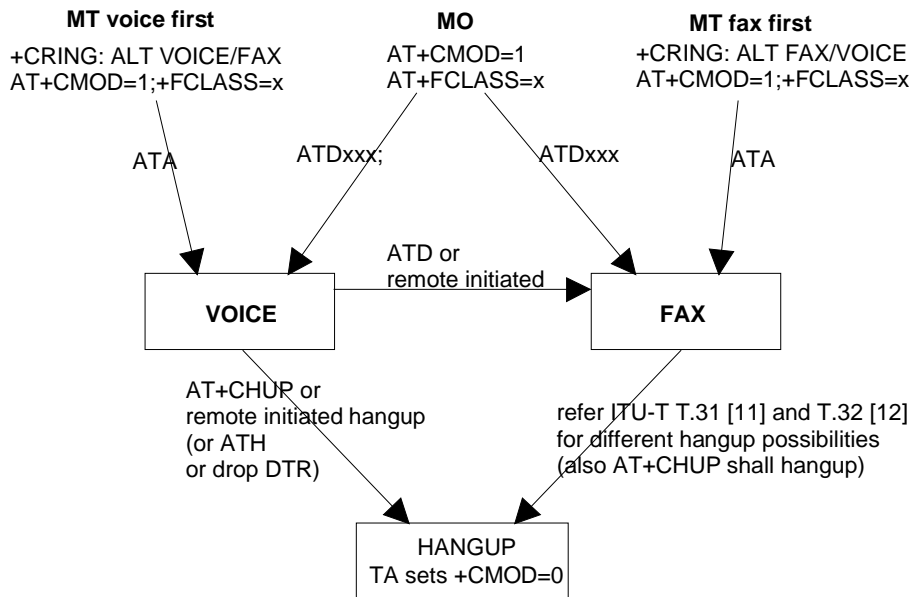 MT voice first
+CRING: ALT VOICE/FAX
AT+CMOD=1;+FCLASS=x
MO
AT+CMOD=1
AT+FCLASS=x
MT fax first
+CRING: ALT FAX/VOICE
AT+CMOD=1;+FCLASS=x
ATA
ATDxxx;
ATDxxx
ATA
ATD or
remote initiated
VOICE
FAX
AT+CHUP or
remote initiated hangup
(or ATH
or drop DTR)
refer ITU-T T.31 [11] and T.32 [12]
for different hangup possibilities
(also AT+CHUP shall hangup)
HANGUP
TA sets +CMOD=0